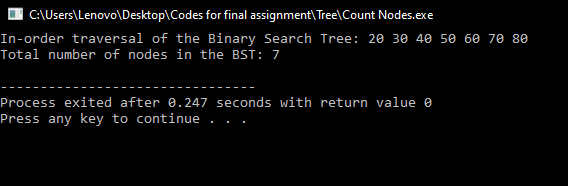 C:\Users\Lenovo\Desktop\Codes for final assignment\Tree\Count Nodes.exe
In-order traversal of the Binary Search Tree: 20 30 40 50 60 70 80
Total number of nodes in the BST: 7
--------------------------------
Process exited after 0.247 seconds with return value 0
Press any key to continue . . .